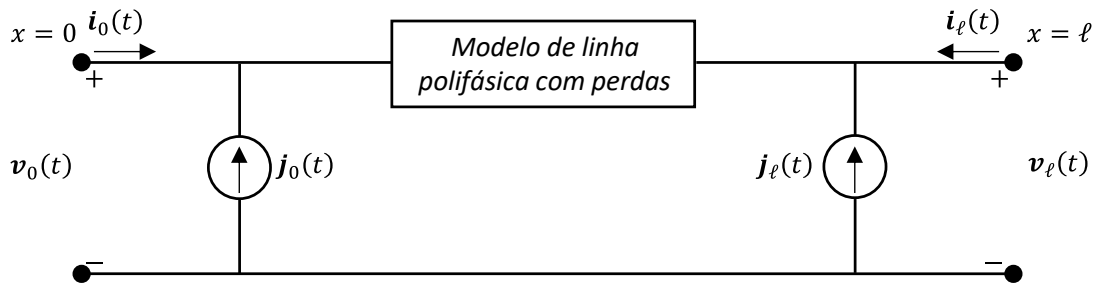 x = 0
𝒊₀(t)
𝒊ℓ(t)
x = ℓ
Modelo de linha
polifásica com perdas
+
+
𝒗₀(t)
𝒋₀(t)
𝒋ℓ(t)
𝒗ℓ(t)
−
−